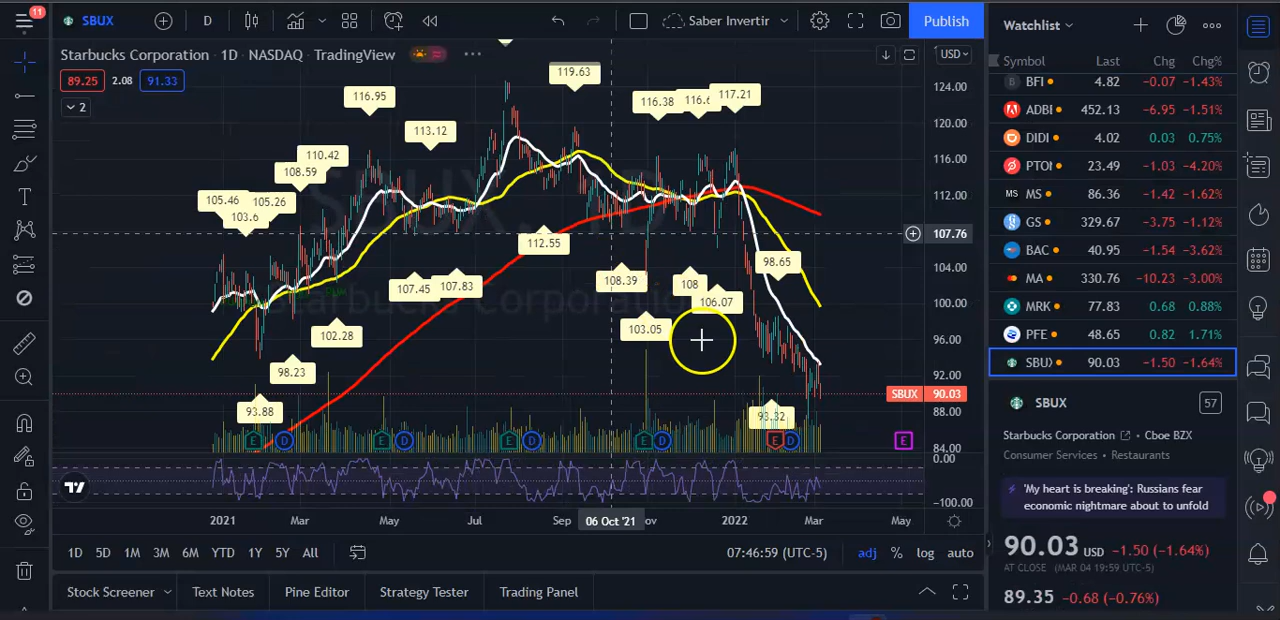 11
SBUX
D
Saber Invertir
Publish
Starbucks Corporation · 1D · NASDAQ · TradingView
89.25 2.08 91.33
2
USD
124.00
120.00
116.00
112.00
107.76
104.00
100.00
96.00
92.00
SBUX 90.03
88.00
84.00
0.00
-100.00
119.63
116.95
116.38
117.21
113.12
110.42
108.59
105.46
105.26
103.6
112.55
107.45
107.83
108.39
108
106.07
98.65
103.05
102.28
98.23
93.88
93.32
E D E D E D E D E D E
2021 Mar May Jul Sep 06 Oct '21 2022 Mar May
1D 5D 1M 3M 6M YTD 1Y 5Y All
07:46:59 (UTC-5) adj % log auto
Stock Screener Text Notes Pine Editor Strategy Tester Trading Panel
Watchlist
Symbol Last Chg Chg%
BFI 4.82 -0.07 -1.43%
ADBI 452.13 -6.95 -1.51%
DIDI 4.02 0.03 0.75%
PTOI 23.49 -1.03 -4.20%
MS MS 86.36 -1.42 -1.62%
GS 329.67 -3.75 -1.12%
BAC 40.95 -1.54 -3.62%
MA 330.76 -10.23 -3.00%
MRK 77.83 0.68 0.88%
PFE 48.65 0.82 1.71%
SBUX 90.03 -1.50 -1.64%
SBUX 57
Starbucks Corporation · Cboe BZX
Consumer Services · Restaurants
'My heart is breaking': Russians fear
economic nightmare about to unfold
90.03 USD -1.50 (-1.64%)
AT CLOSE (MAR 04 19:59 UTC-5)
89.35 -0.68 (-0.76%)